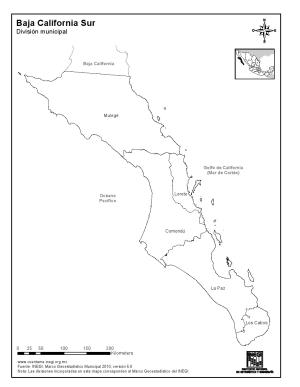 Baja California Sur
División municipal
Baja California
Mulegé
Golfo de California
(Mar de Cortés)
Loreto
Océano
Pacífico
Comondú
La Paz
Los Cabos
0 25 50 100 150 200
Kilometers
www.cuentame.inegi.org.mx
Fuente: INEGI. Marco Geoestadístico Municipal 2010, versión 5.0
Nota: Las divisiones incorporadas en este mapa corresponden al Marco Geoestadístico del INEGI.